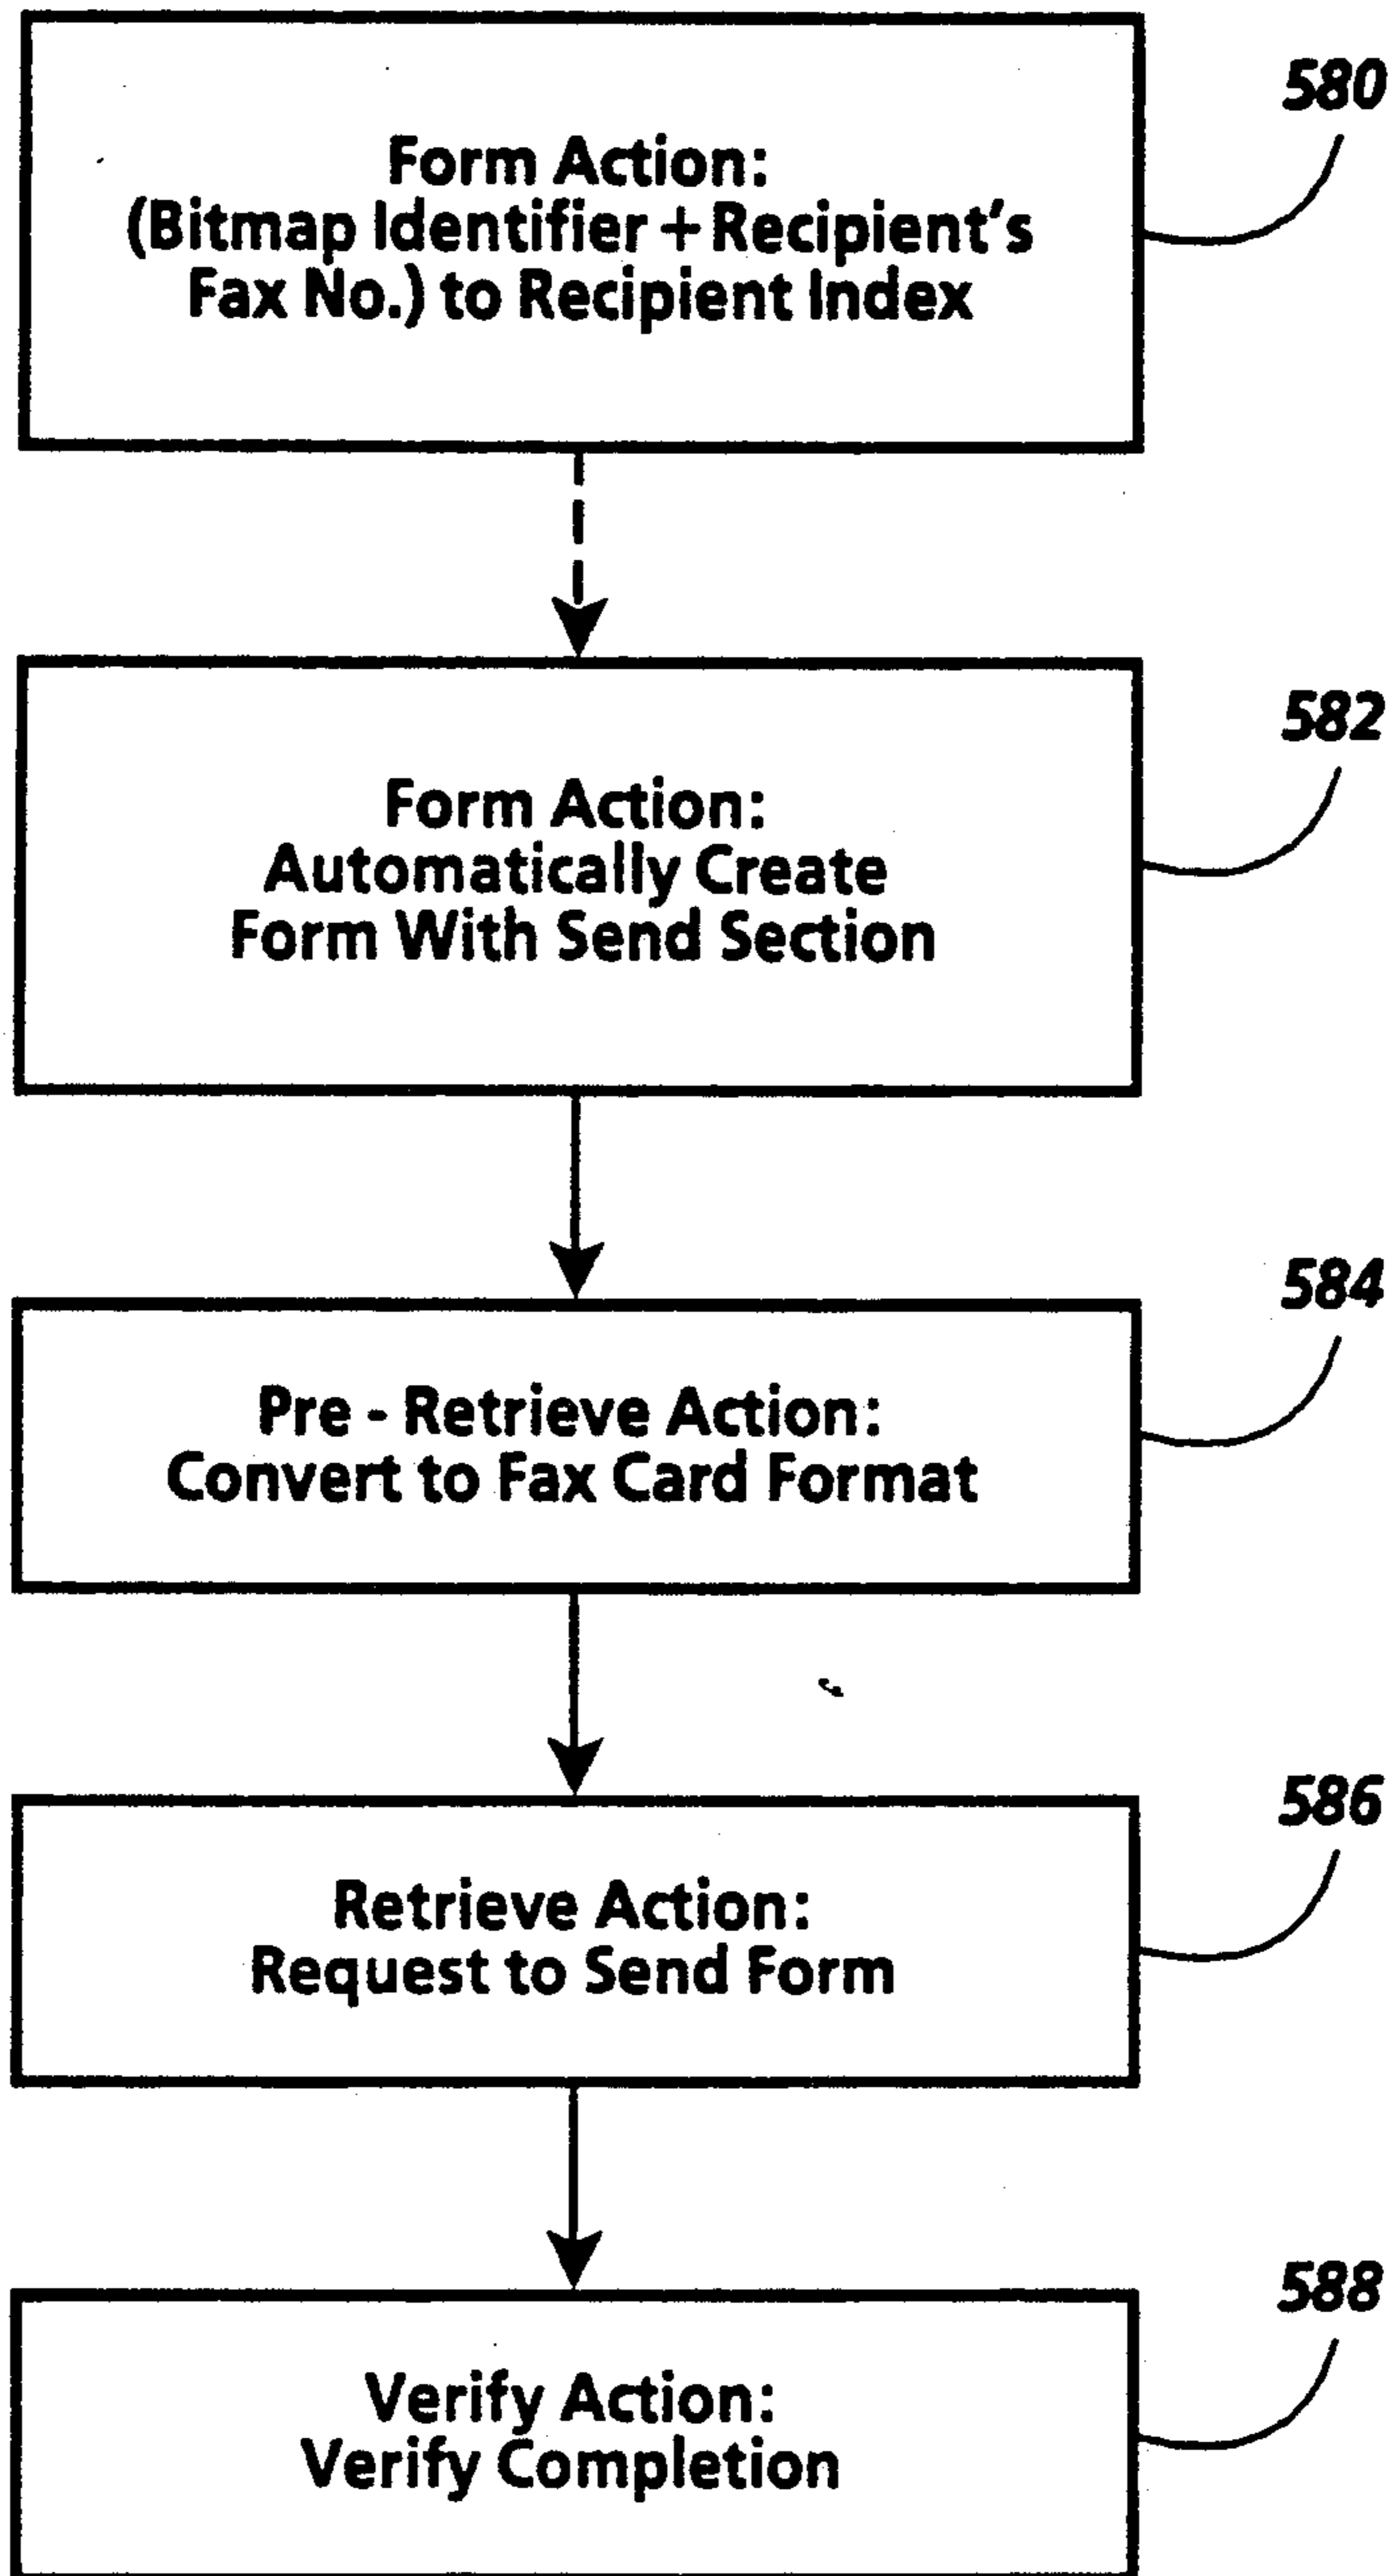 580
Form Action:
(Bitmap Identifier + Recipient's
Fax No.) to Recipient Index
582
Form Action:
Automatically Create
Form With Send Section
584
Pre - Retrieve Action:
Convert to Fax Card Format
586
Retrieve Action:
Request to Send Form
588
Verify Action:
Verify Completion